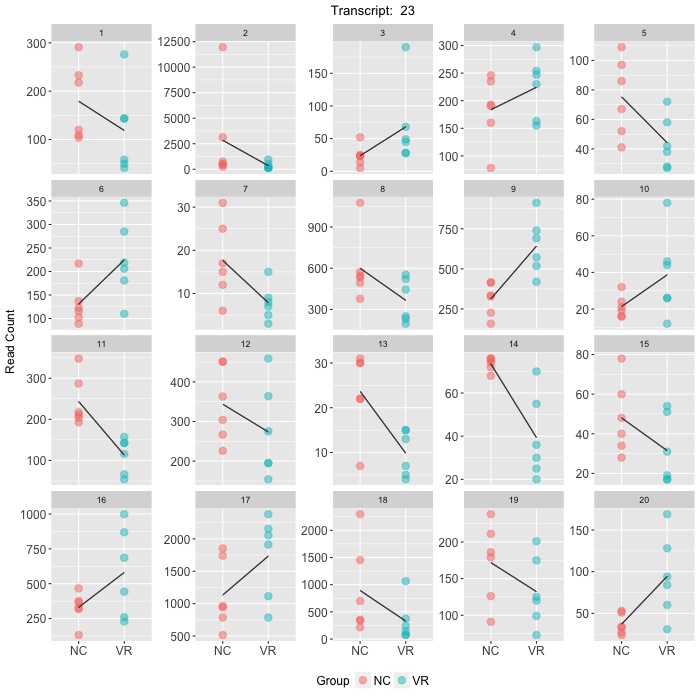 Transcript: 23
1 2 3 4 5
300 12500 300
10000 150 250 100
200 7500 100 200 80
5000 150 60
100 2500 50 100 40
0 0
6 7 8 9 10
350 30 80
300 900 750 60
250 20
200 600 500 40
150 10 300 250 20
100
11 12 13 14 15
30 80
300 400 60 60
200 300 20 40 40
100 200 10 20 20
16 17 18 19 20
1000 2000 2000 200 150
750 1500 1500 150 100
500 1000 1000
250 500 500 100 50
0
NC VR NC VR NC VR NC VR NC VR
Read Count
Group NC VR